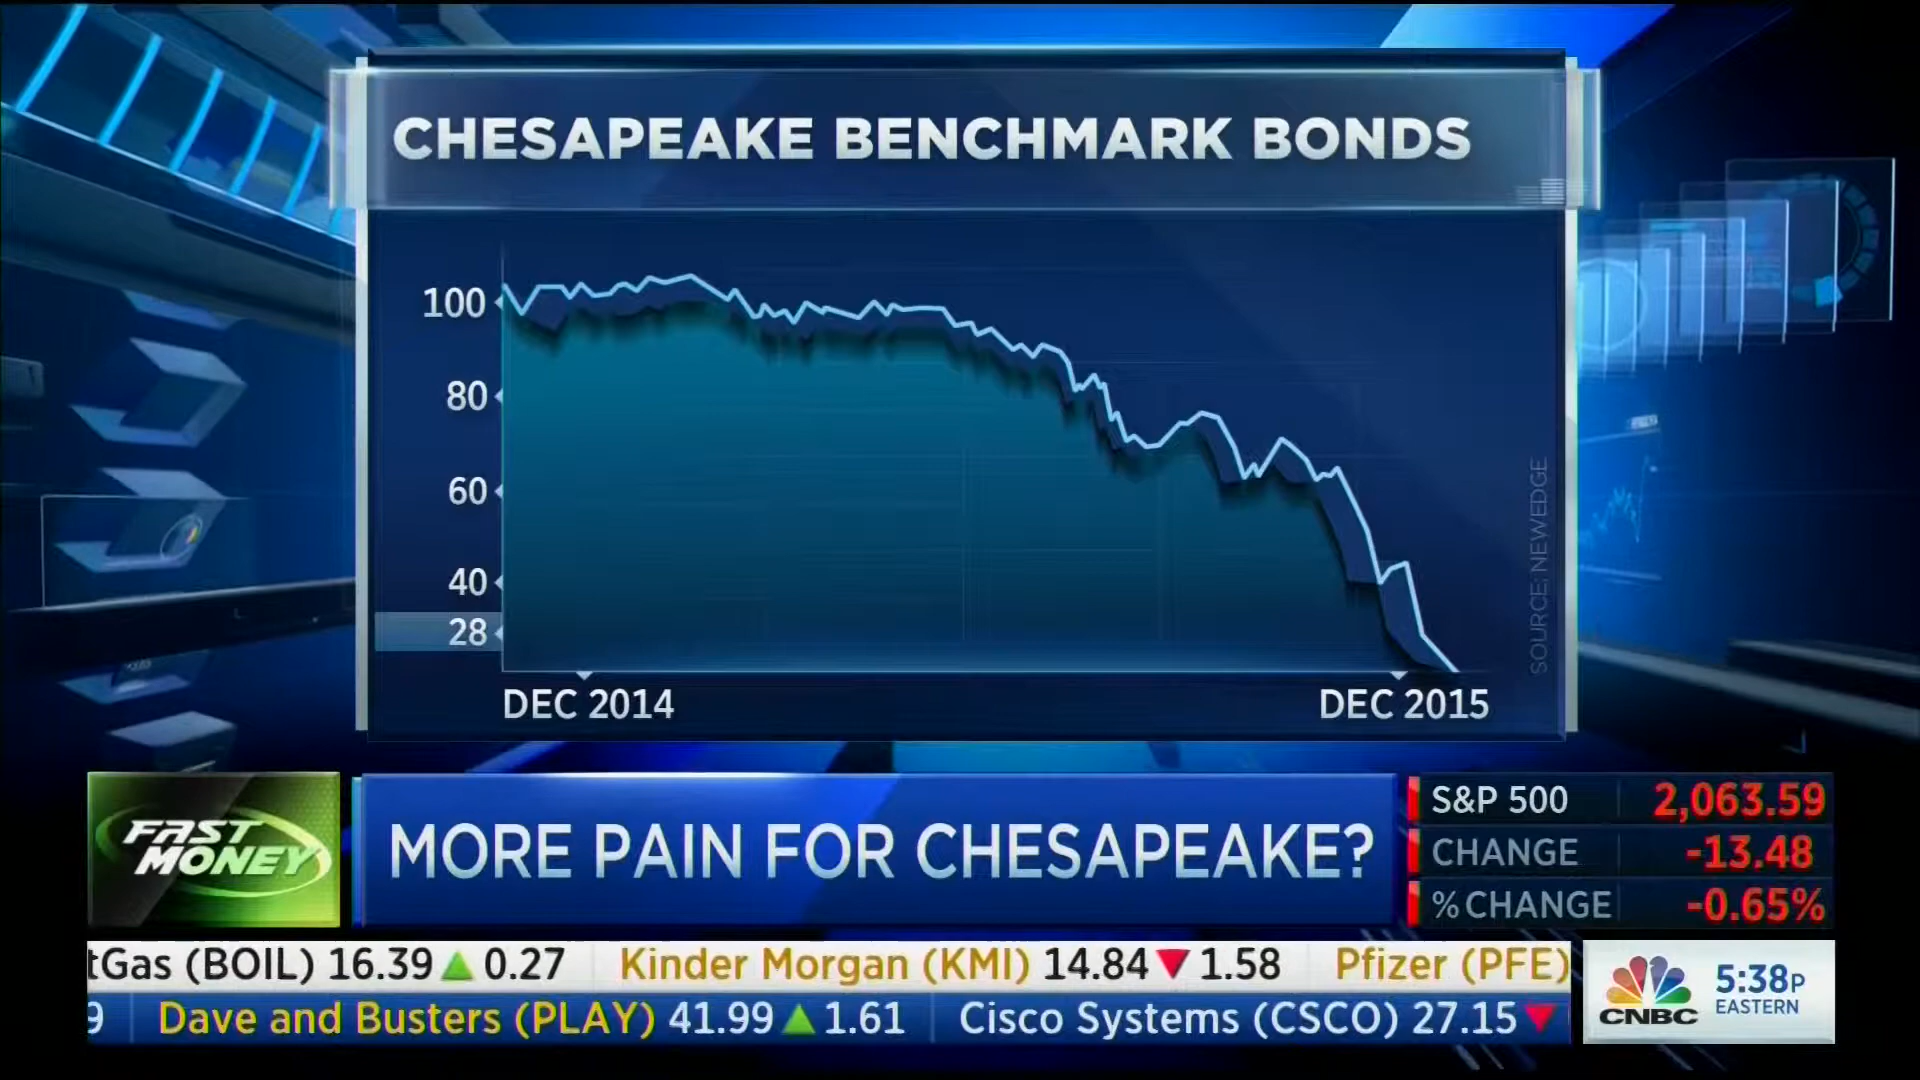 CHESAPEAKE BENCHMARK BONDS
100
80
60
40
28
DEC 2014 DEC 2015
SOURCE: NEWEDGE
FAST
MONEY
MORE PAIN FOR CHESAPEAKE?
S&P 500 2,063.59
CHANGE -13.48
% CHANGE -0.65%
tGas (BOIL) 16.39 ▲ 0.27 Kinder Morgan (KMI) 14.84 ▼ 1.58 Pfizer (PFE)
9 Dave and Busters (PLAY) 41.99 ▲ 1.61 Cisco Systems (CSCO) 27.15 ▼
CNBC
5:38P
EASTERN